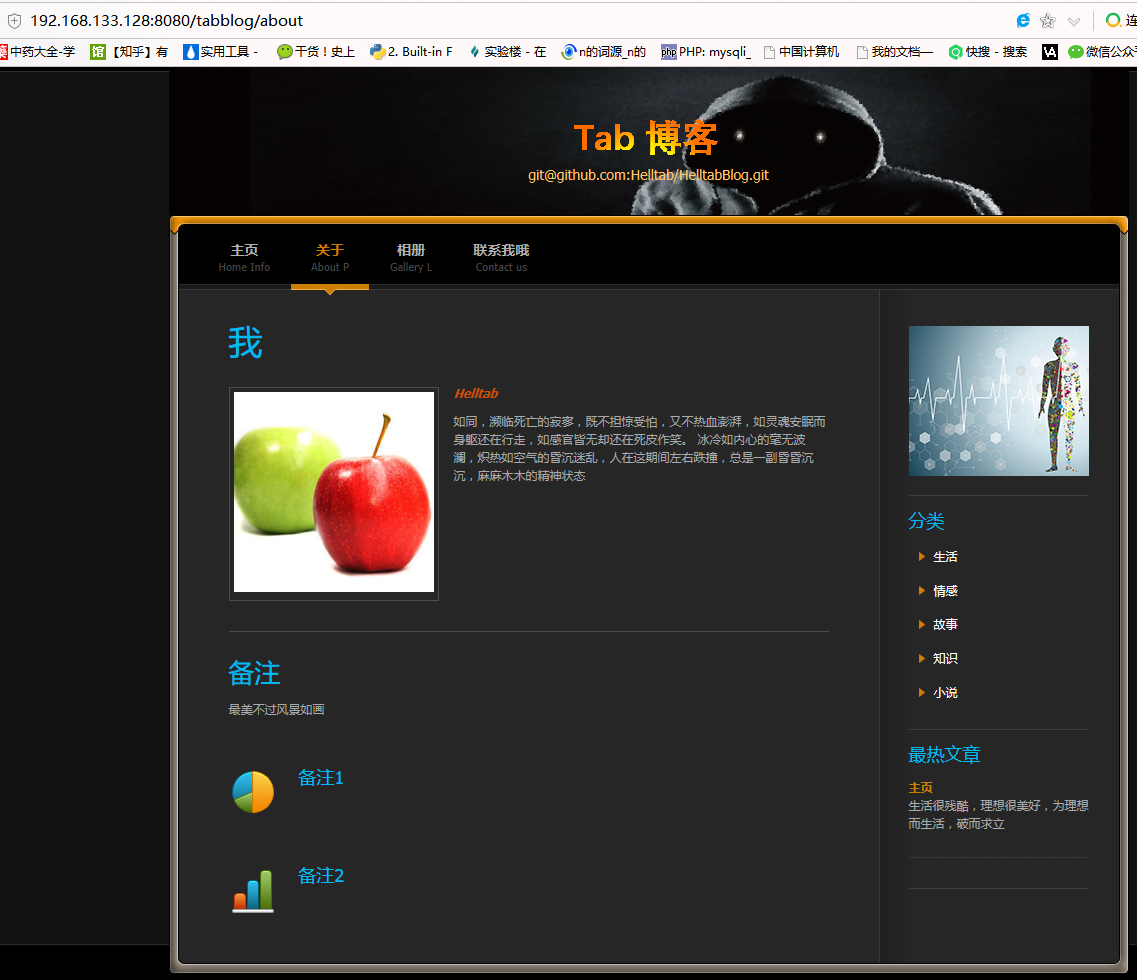 192.168.133.128:8080/tabblog/about
连
中药大全-学 馆 【知乎】有 实用工具 - 干货！史上 2. Built-in F 实验楼 - 在 n的词源_n的 php PHP: mysqli_ 中国计算机 我的文档— 快搜 - 搜索 VA 微信公众
Tab 博客
git@github.com:Helltab/HelltabBlog.git
主页 关于 相册 联系我哦
Home Info About P Gallery L Contact us
我
Helltab
如同，濒临死亡的寂寥，既不担惊受怕，又不热血澎湃，如灵魂安眠而
身躯还在行走，如感官皆无却还在死皮作笑。 冰冷如内心的毫无波
澜，炽热如空气的昏沉迷乱，人在这期间左右跌撞，总是一副昏昏沉
沉，麻麻木木的精神状态
备注
最美不过风景如画
备注1
备注2
分类
生活
情感
故事
知识
小说
最热文章
主页
生活很残酷，理想很美好，为理想
而生活，破而求立